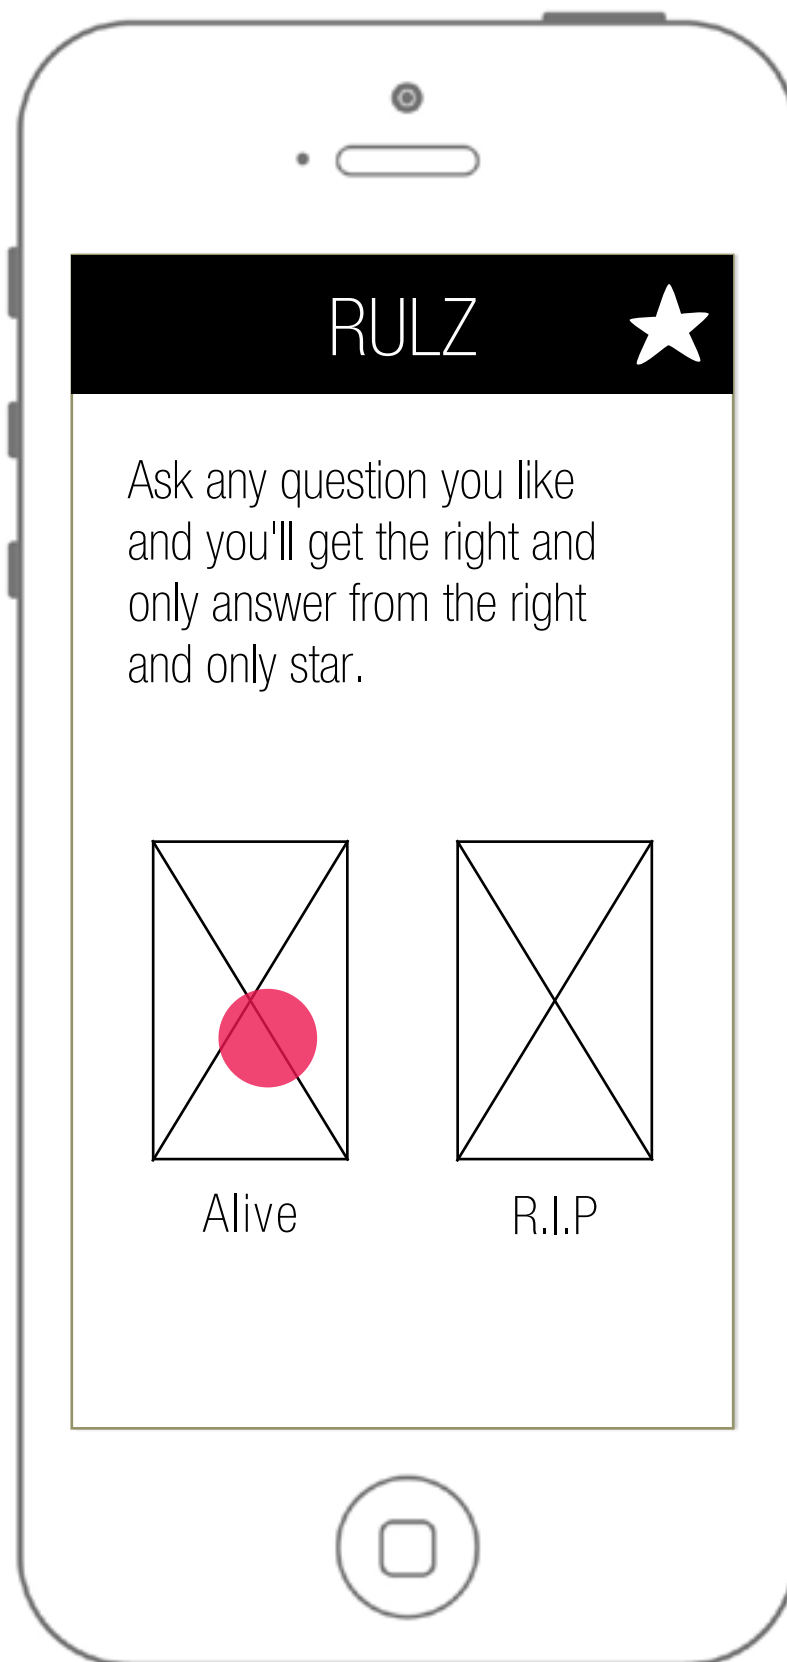 RULZ
Ask any question you like
and you'll get the right and
only answer from the right
and only star.
Alive
R.I.P